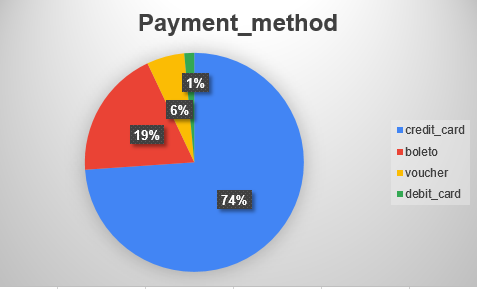 Payment_method
1%
6%
19%
74%
credit_card
boleto
voucher
debit_card